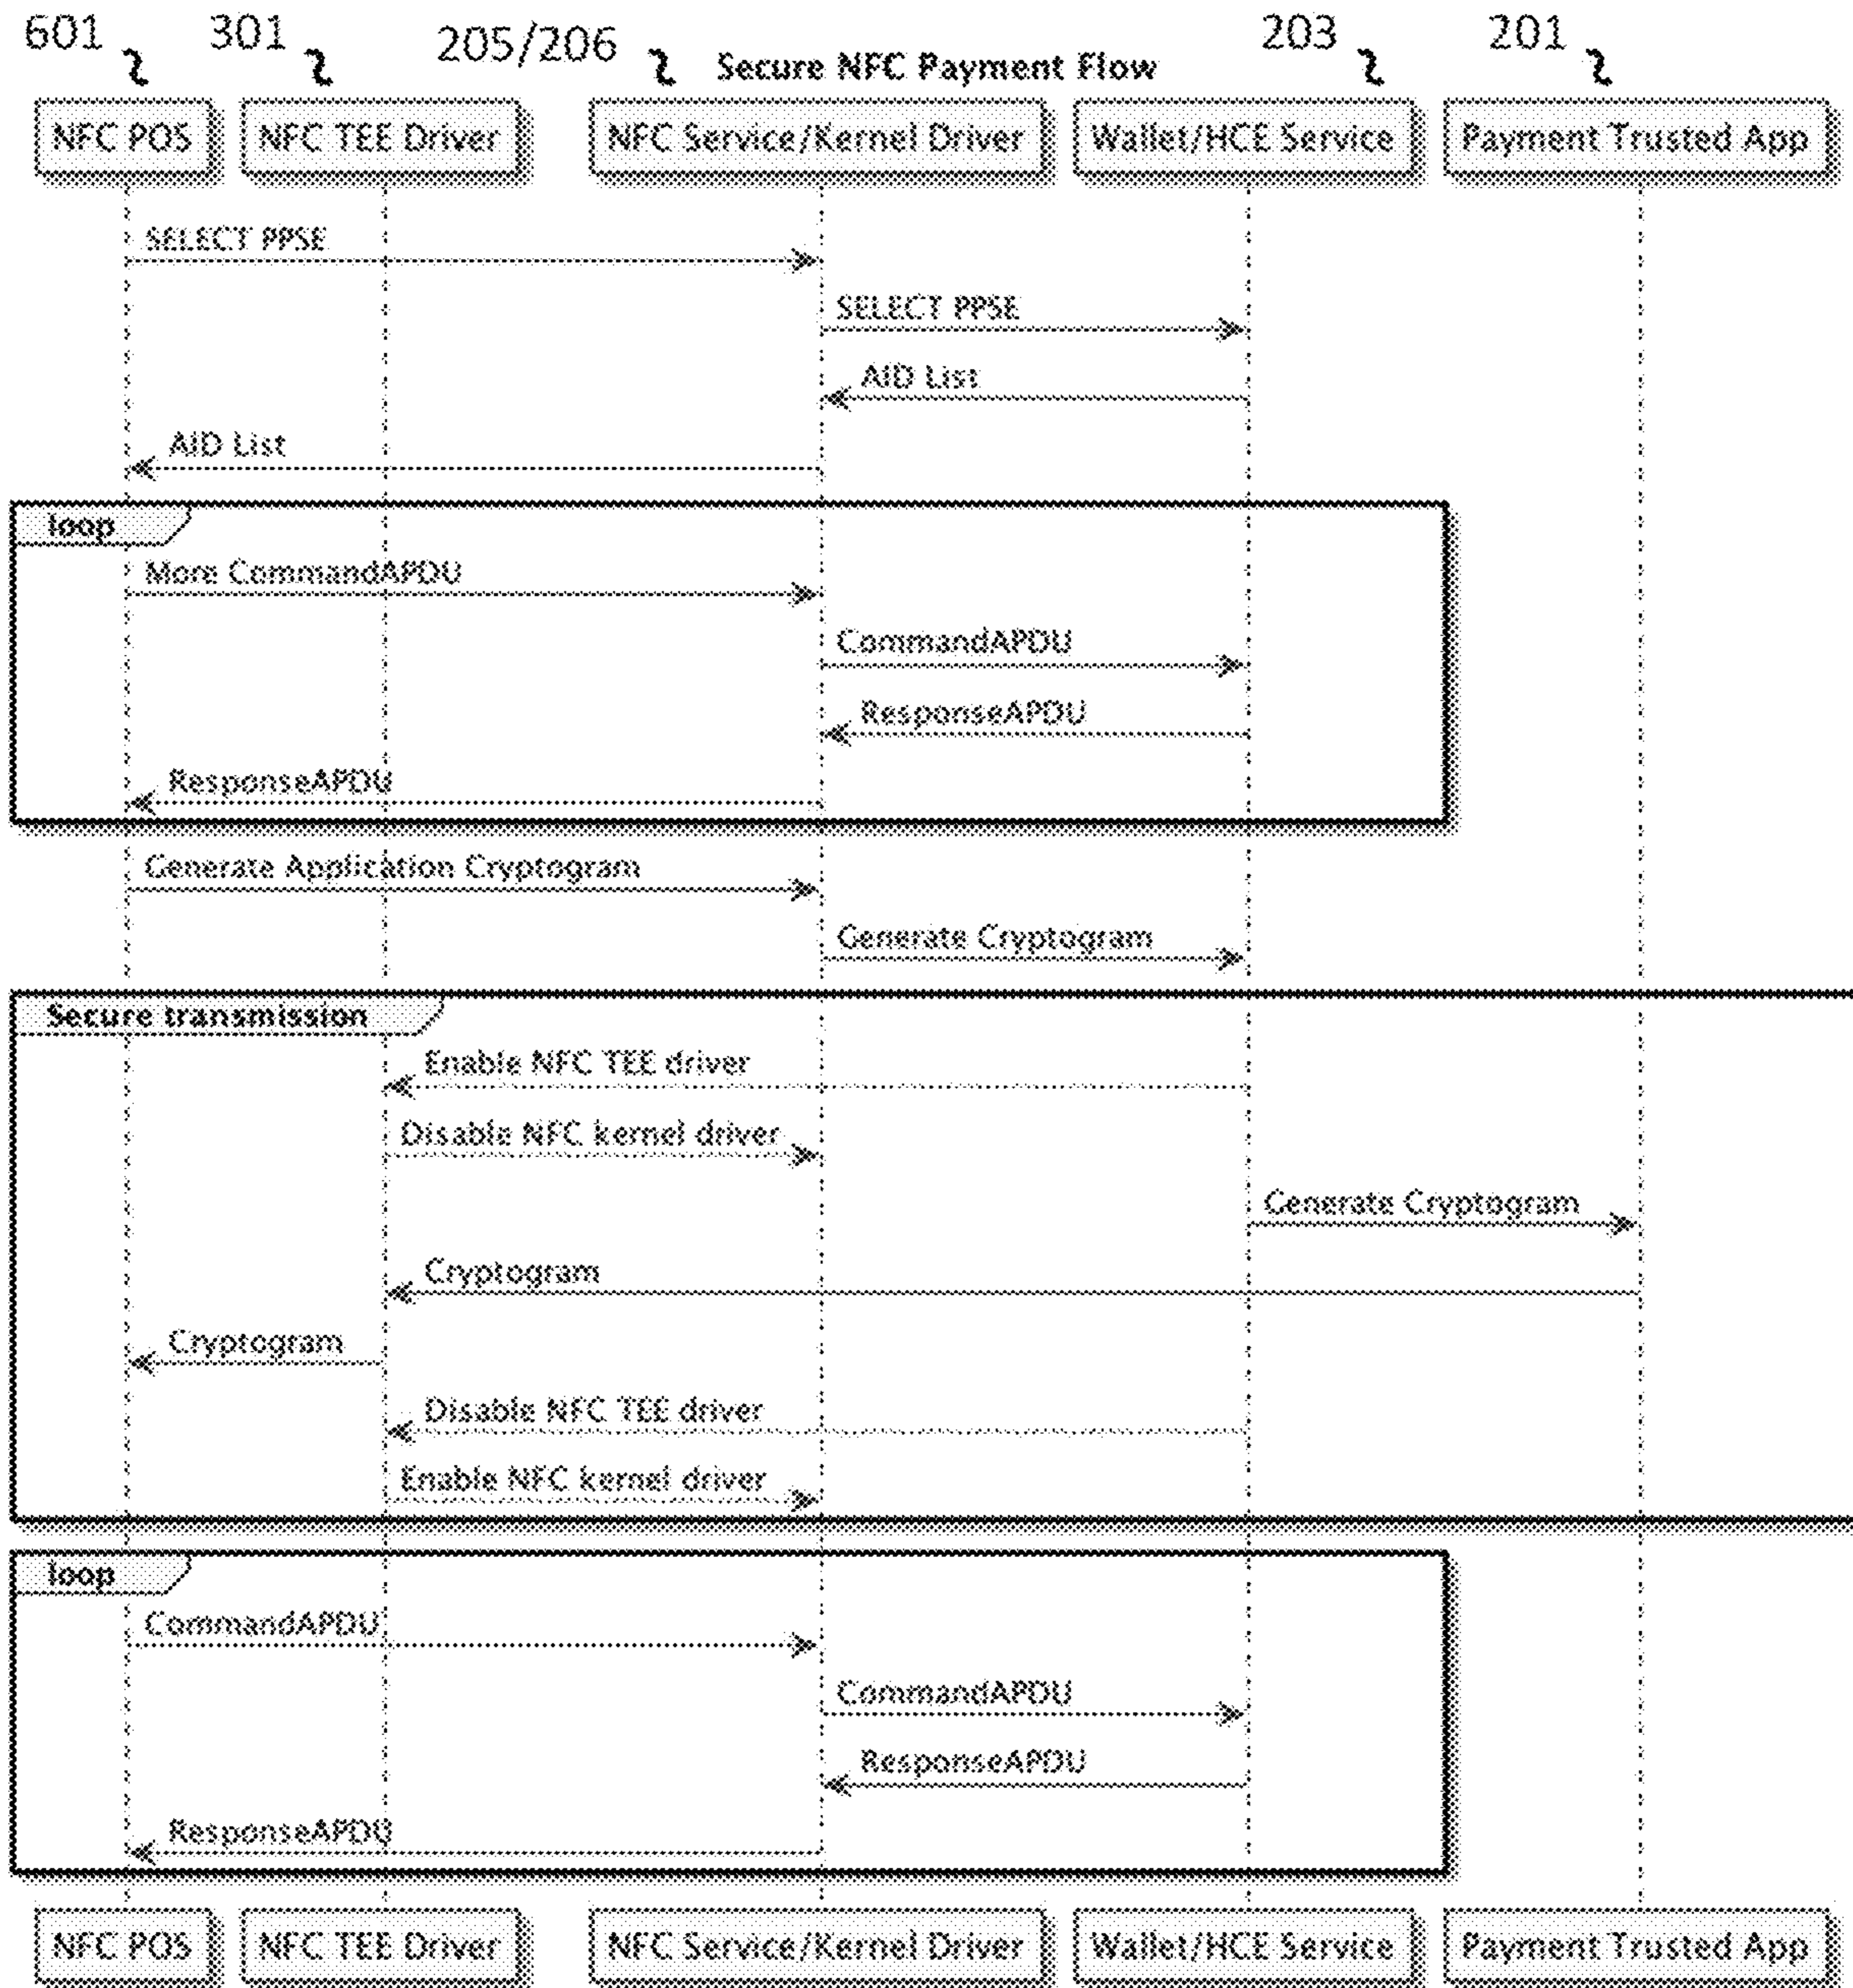 601 301 205/206 203 201
Secure NFC Payment Flow
NFC POS NFC TEE Driver NFC Service/Kernel Driver Wallet/HCE Service Payment Trusted App
SELECT PPSE
SELECT PPSE
AID List
AID List
loop
More CommandAPDU
CommandAPDU
ResponseAPDU
ResponseAPDU
Generate Application Cryptogram
Generate Cryptogram
Secure transmission
Enable NFC TEE driver
Disable NFC kernel driver
Generate Cryptogram
Cryptogram
Cryptogram
Disable NFC TEE driver
Enable NFC kernel driver
loop
CommandAPDU
CommandAPDU
ResponseAPDU
ResponseAPDU
NFC POS NFC TEE Driver NFC Service/Kernel Driver Wallet/HCE Service Payment Trusted App